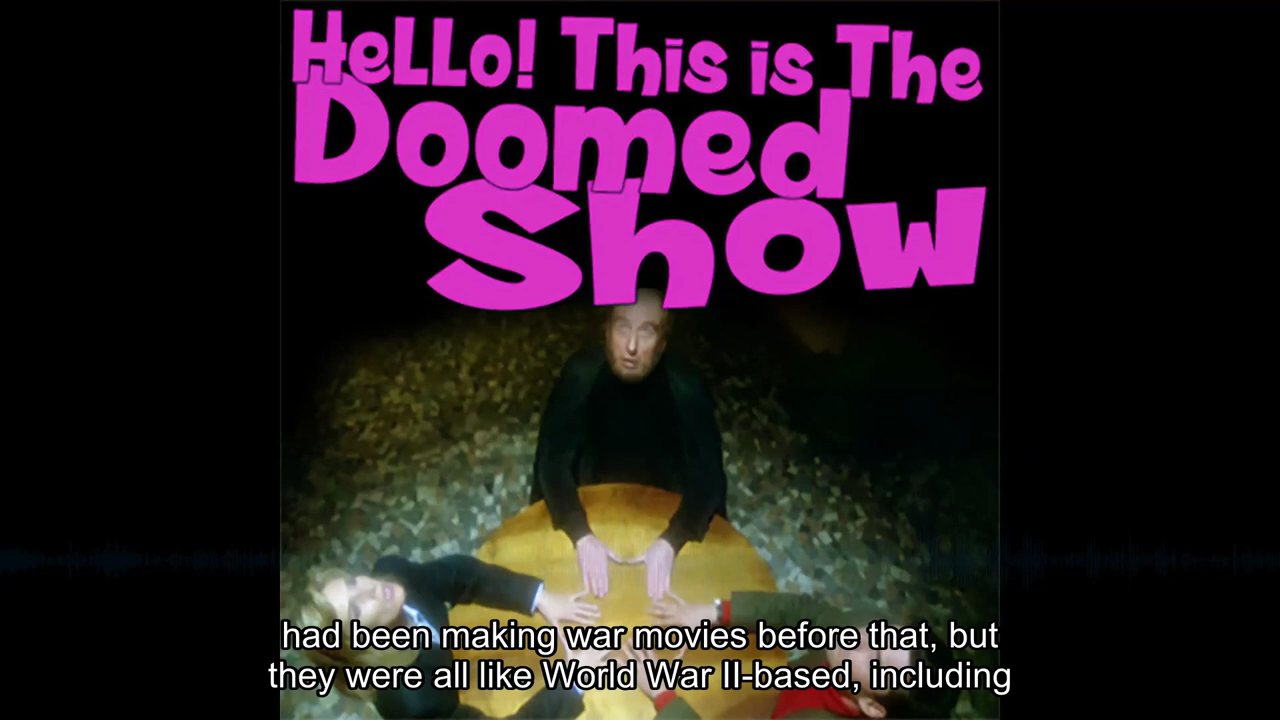 HeLLo! This is The
Doomed
Show
had been making war movies before that, but
they were all like World War II-based, including